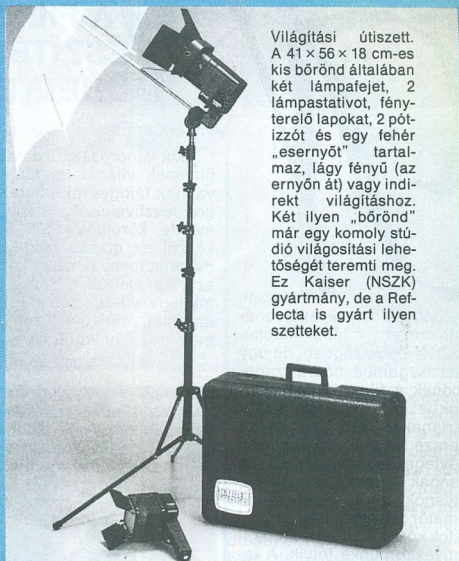 Világítási útiszett.
A 41 × 56 × 18 cm-es
kis bőrönd általában
két lámpafejet, 2
lámpastativot, fény-
terelő lapokat, 2 pót-
izzót és egy fehér
„esernyőt” tartal-
maz, lágy fényű (az
ernyőn át) vagy indi-
rekt világításhoz.
Két ilyen „bőrönd”
már egy komoly stú-
dió világosítási lehe-
tőségét teremti meg.
Ez Kaiser (NSZK)
gyártmány, de a Ref-
lecta is gyárt ilyen
szetteket.
KAISER